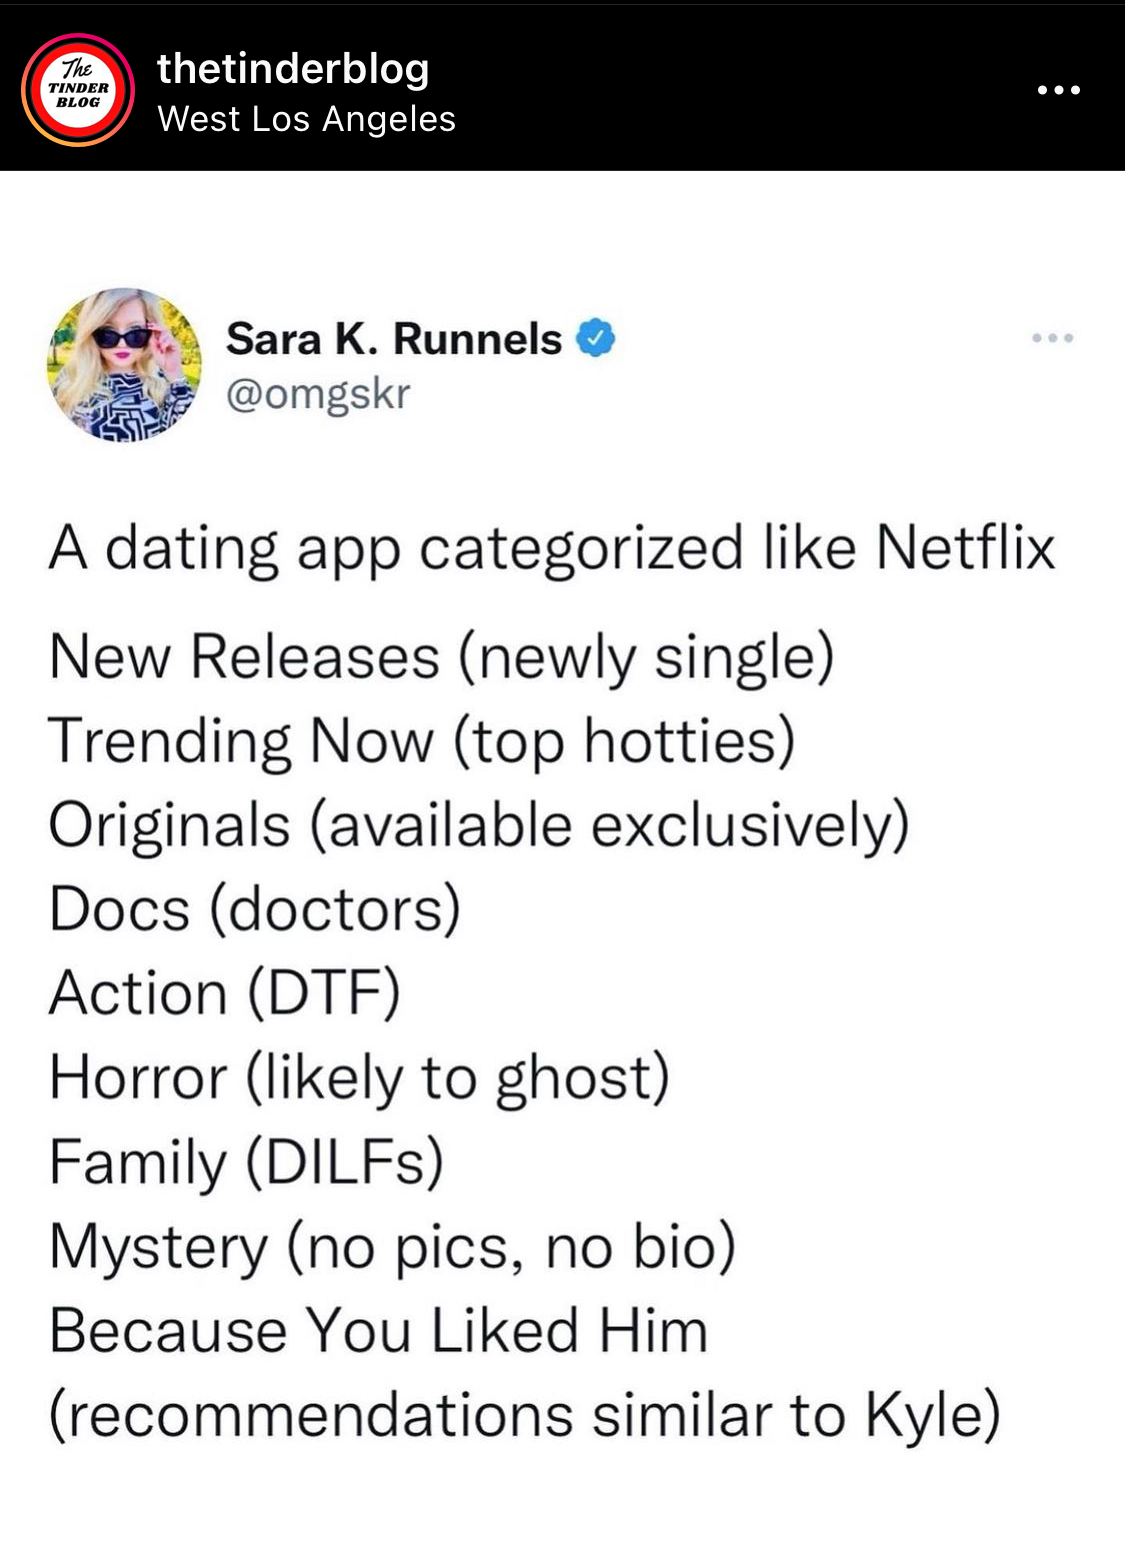 The
TINDER
BLOG
thetinderblog
West Los Angeles
Sara K. Runnels
@omgskr
A dating app categorized like Netflix
New Releases (newly single)
Trending Now (top hotties)
Originals (available exclusively)
Docs (doctors)
Action (DTF)
Horror (likely to ghost)
Family (DILFs)
Mystery (no pics, no bio)
Because You Liked Him
(recommendations similar to Kyle)